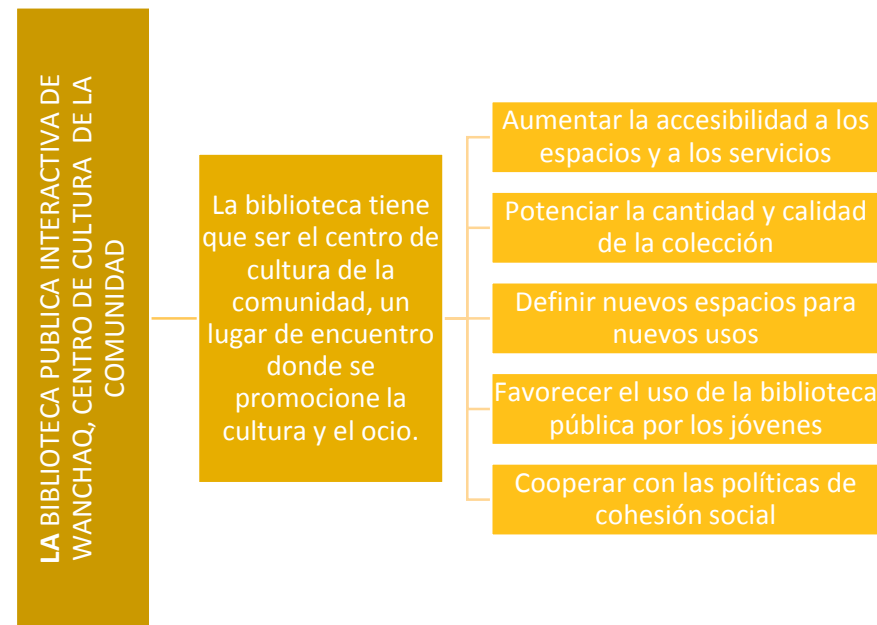 LA BIBLIOTECA PUBLICA INTERACTIVA DE
WANCHAQ, CENTRO DE CULTURA DE LA
COMUNIDAD
La biblioteca tiene
que ser el centro de
cultura de la
comunidad, un
lugar de encuentro
donde se
promocione la
cultura y el ocio.
Aumentar la accesibilidad a los
espacios y a los servicios
Potenciar la cantidad y calidad
de la colección
Definir nuevos espacios para
nuevos usos
Favorecer el uso de la biblioteca
pública por los jóvenes
Cooperar con las políticas de
cohesión social